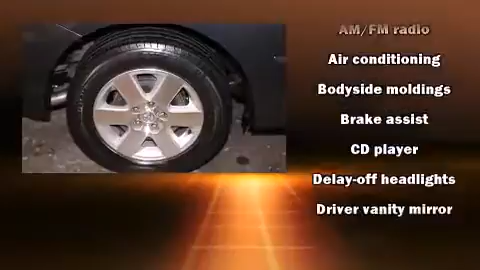 AM/FM radio
Air conditioning
Bodyside moldings
Brake assist
CD player
Delay-off headlights
Driver vanity mirror